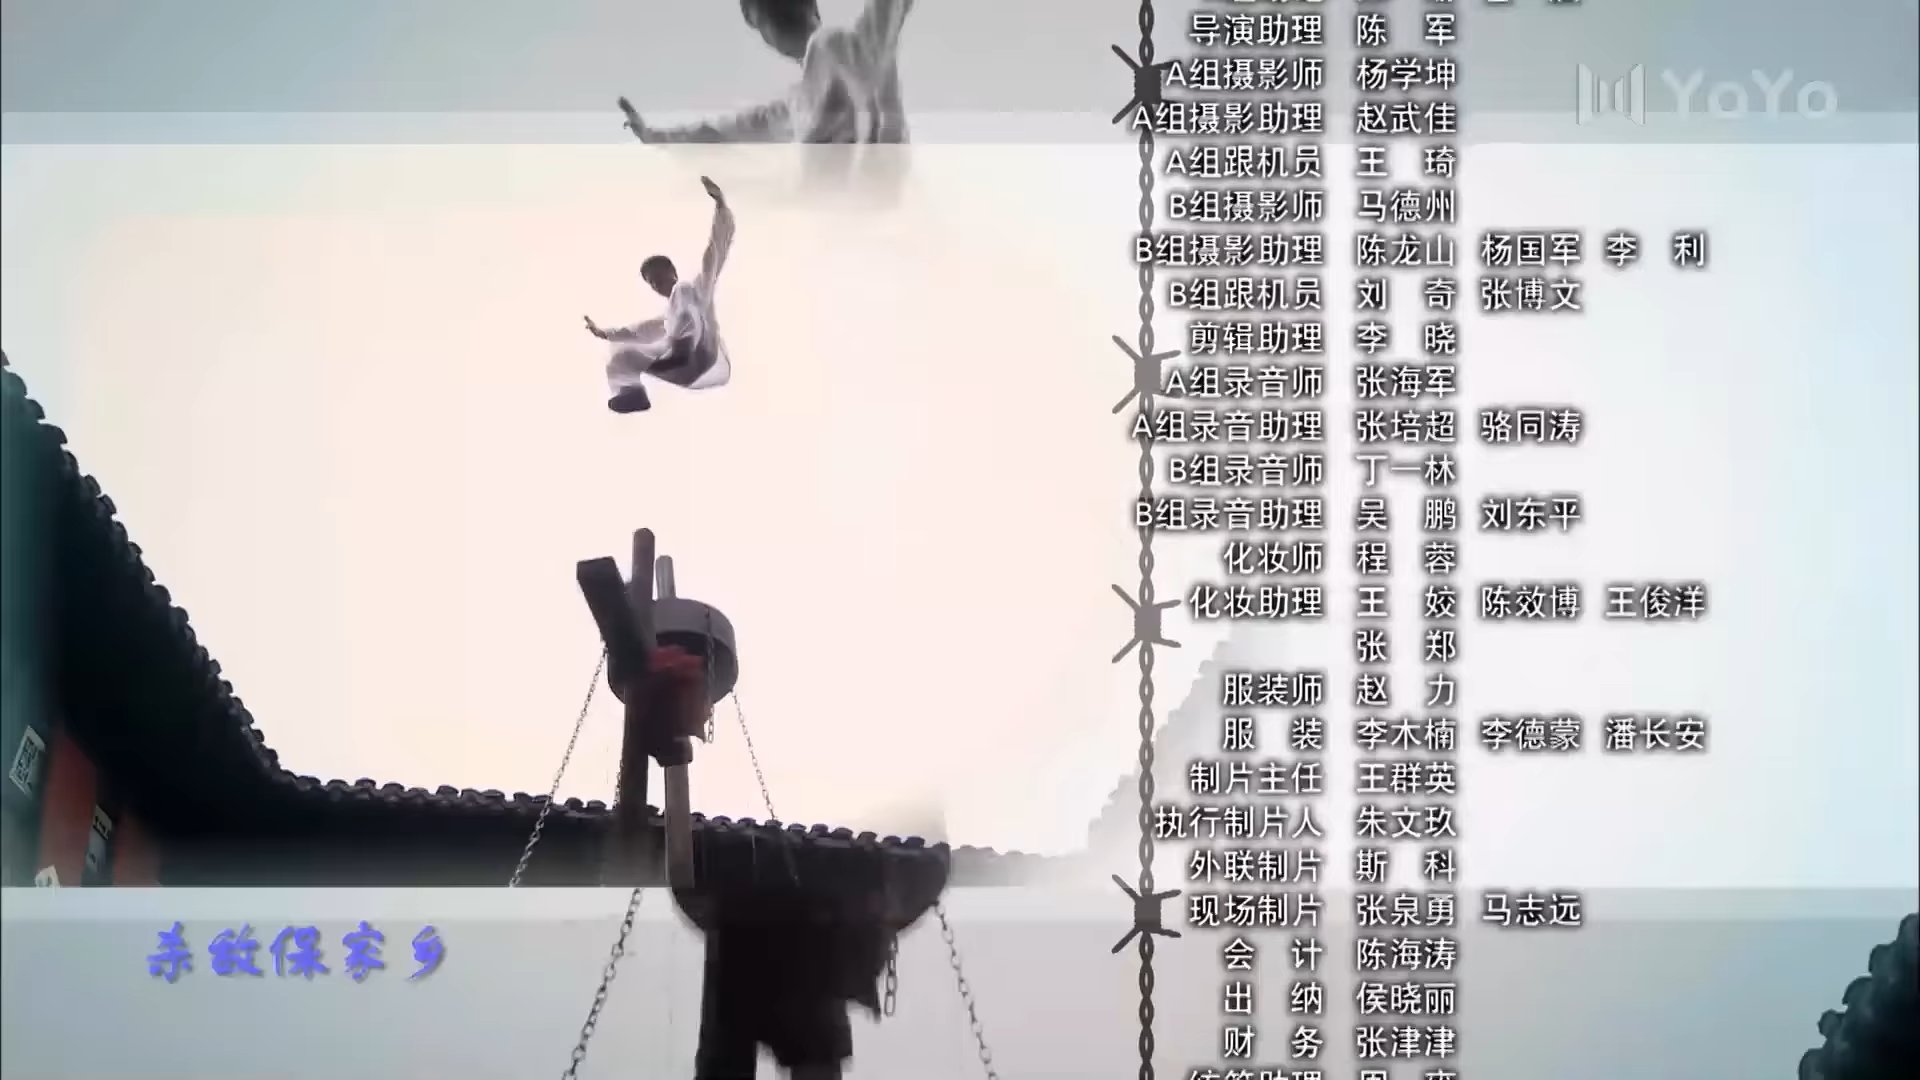 导演助理 陈 军
A组摄影师 杨学坤
YoYo
A组摄影助理 赵武佳
A组跟机员 王 琦
B组摄影师 马德州
B组摄影助理 陈龙山 杨国军 李 利
B组跟机员 刘 奇 张博文
剪辑助理 李 晓
A组录音师 张海军
A组录音助理 张培超 骆同涛
B组录音师 丁一林
B组录音助理 吴 鹏 刘东平
化妆师 程 蓉
化妆助理 王 姣 陈效博 王俊洋
张 郑
服装师 赵 力
服 装 李木楠 李德蒙 潘长安
制片主任 王群英
执行制片人 朱文玖
外联制片 斯 科
现场制片 张泉勇 马志远
杀敌保家乡
会 计 陈海涛
出 纳 侯晓丽
财 务 张津津